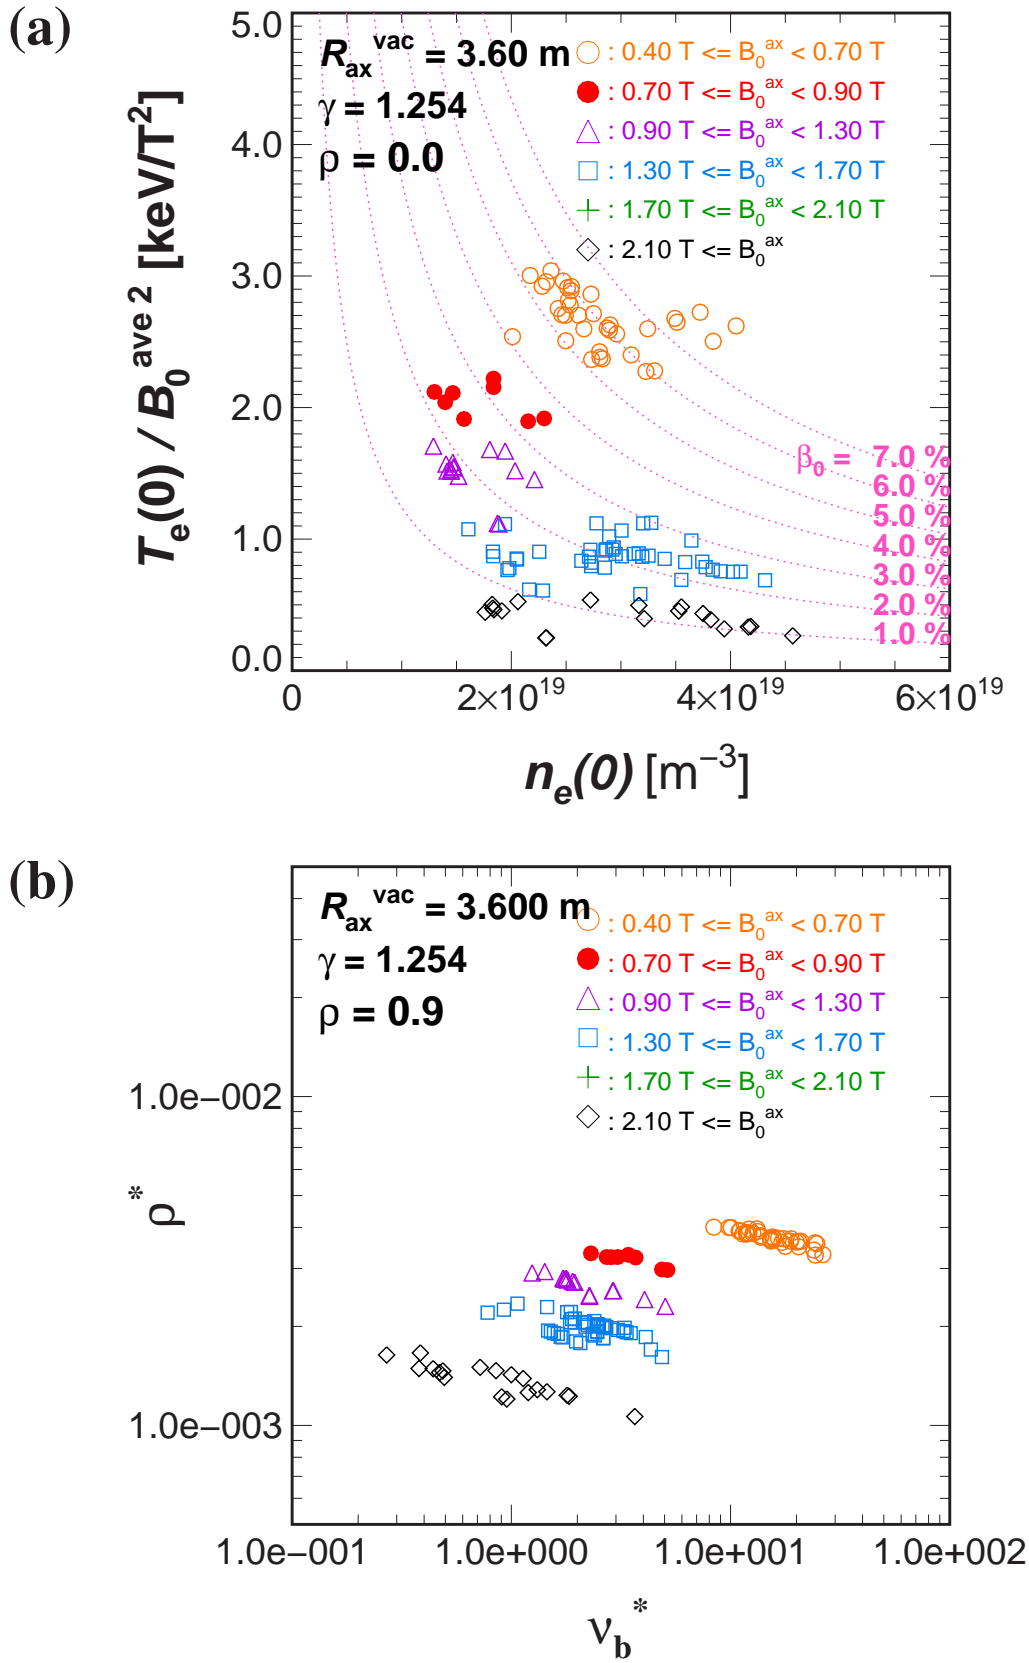 (a)
5.0
4.0
3.0
2.0
1.0
0.0
T_e(0) / B_0^ave 2 [keV/T^2]
R_ax^vac = 3.60 m
γ = 1.254
ρ = 0.0
: 0.40 T <= B_0^ax < 0.70 T
: 0.70 T <= B_0^ax < 0.90 T
: 0.90 T <= B_0^ax < 1.30 T
: 1.30 T <= B_0^ax < 1.70 T
: 1.70 T <= B_0^ax < 2.10 T
: 2.10 T <= B_0^ax
β_0 = 7.0 %
6.0 %
5.0 %
4.0 %
3.0 %
2.0 %
1.0 %
0 2×10^19 4×10^19 6×10^19
n_e(0) [m^−3]
(b)
R_ax^vac = 3.600 m
γ = 1.254
ρ = 0.9
: 0.40 T <= B_0^ax < 0.70 T
: 0.70 T <= B_0^ax < 0.90 T
: 0.90 T <= B_0^ax < 1.30 T
: 1.30 T <= B_0^ax < 1.70 T
: 1.70 T <= B_0^ax < 2.10 T
: 2.10 T <= B_0^ax
1.0e−002
ρ*
1.0e−003
1.0e−001 1.0e+000 1.0e+001 1.0e+002
ν_b*